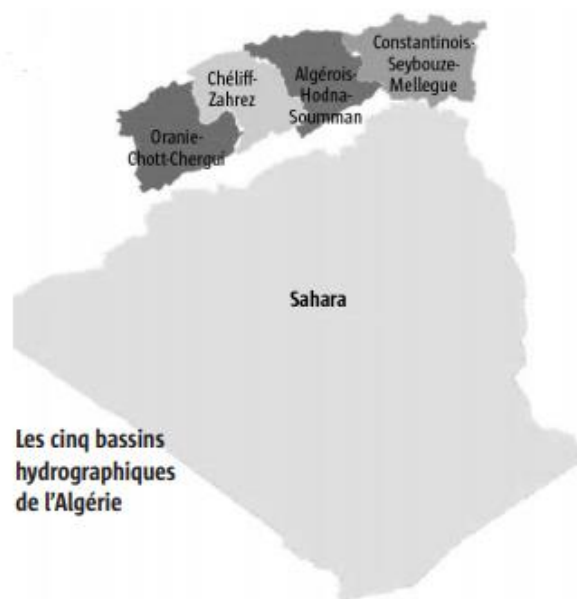 Constantinois-
Seybouze-
Mellegue
Chéliff-
Zahrez
Algérois-
Hodna-
Soumman
Oranie-
Chott-Chergui
Sahara
Les cinq bassins
hydrographiques
de l'Algérie